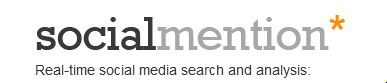 socialmention*
Real-time social media search and analysis: